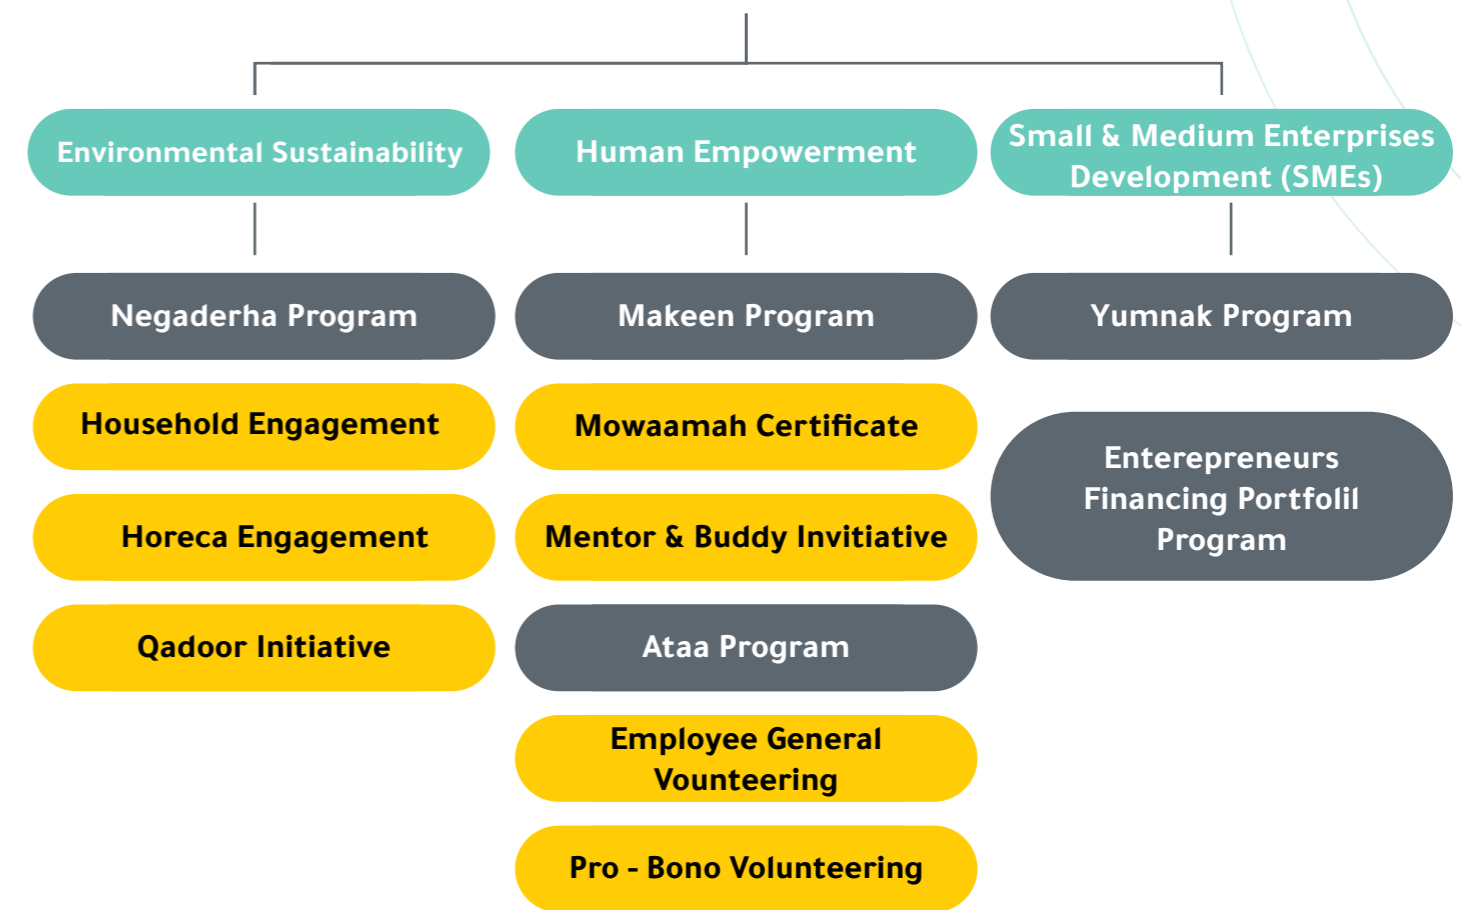 Environmental Sustainability
Human Empowerment
Small & Medium Enterprises
Development (SMEs)
Negaderha Program
Makeen Program
Yumnak Program
Household Engagement
Mowaamah Certificate
Enterepreneurs
Financing Portfolil
Program
Horeca Engagement
Mentor & Buddy Invitiative
Qadoor Initiative
Ataa Program
Employee General
Vounteering
Pro - Bono Volunteering